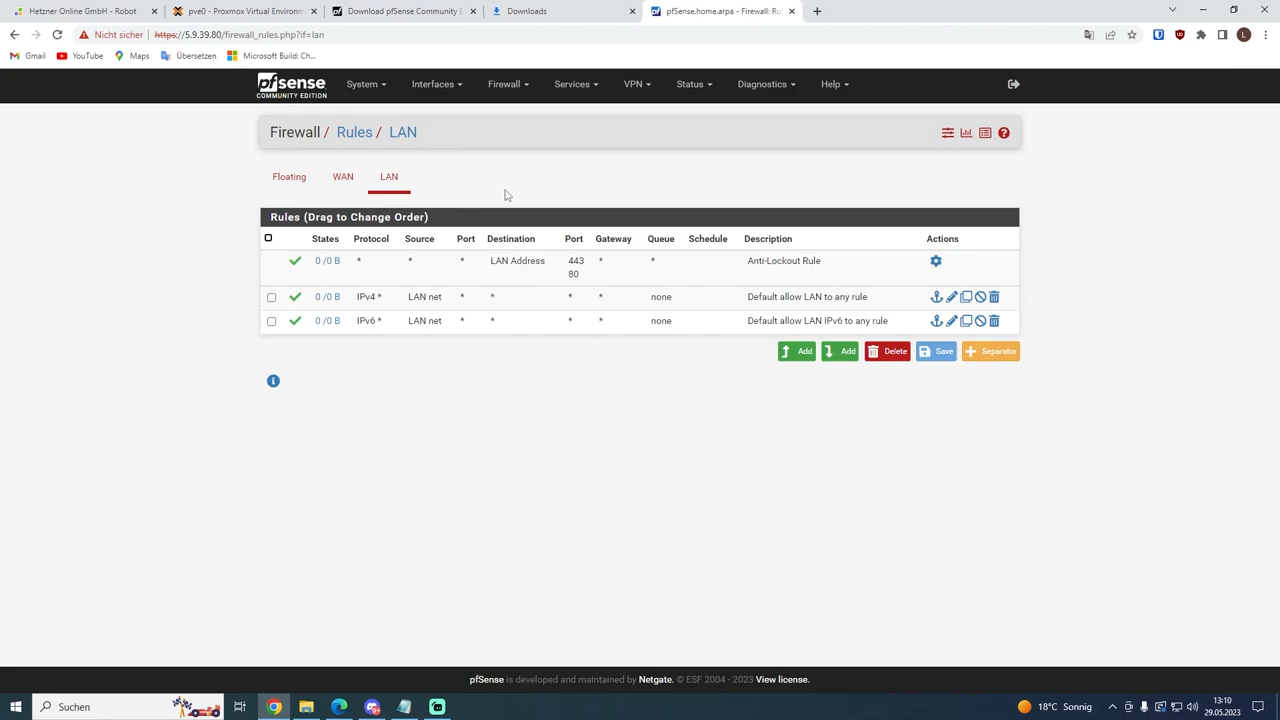 Hetzner Online GmbH - Robot
pve0 - Proxmox Virtual Environm
Download pfSense Community E
Downloads
pfSense.home.arpa - Firewall: Ru
Nicht sicher
https://5.9.39.80/firewall_rules.php?if=lan
Gmail
YouTube
Maps
Übersetzen
Microsoft Build: Ch...
pfsense
COMMUNITY EDITION
System
Interfaces
Firewall
Services
VPN
Status
Diagnostics
Help
Firewall / Rules / LAN
Floating
WAN
LAN
Rules (Drag to Change Order)
States Protocol Source Port Destination Port Gateway Queue Schedule Description Actions
0 /0 B * * * LAN Address 443 * * Anti-Lockout Rule
80
0 /0 B IPv4 * LAN net * * * * none Default allow LAN to any rule
0 /0 B IPv6 * LAN net * * * * none Default allow LAN IPv6 to any rule
Add
Add
Delete
Save
Separator
pfSense is developed and maintained by Netgate. © ESF 2004 - 2023 View license.
Suchen
18°C Sonnig
13:10
29.05.2023